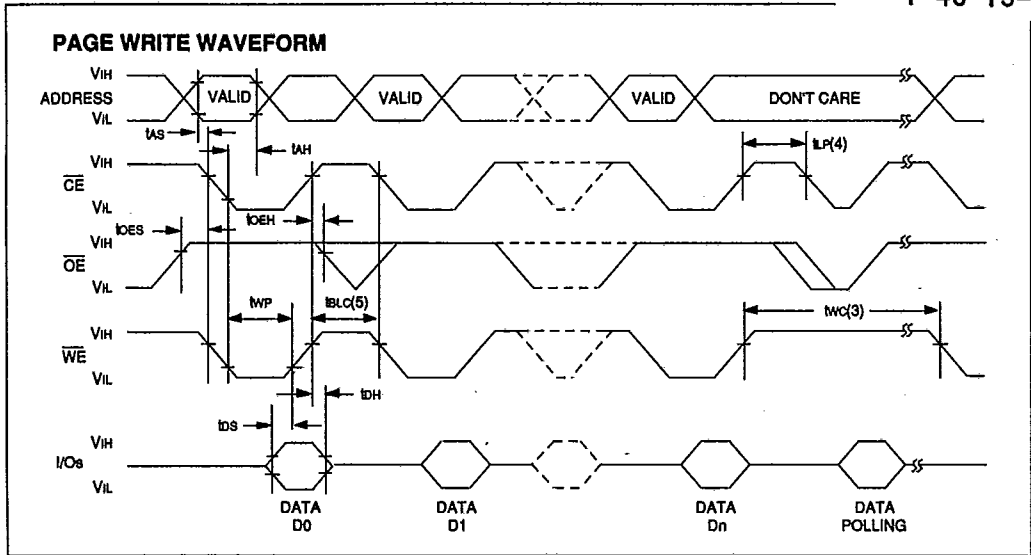 PAGE WRITE WAVEFORM
VIH
ADDRESS
VIL
VALID
VALID
VALID
DON'T CARE
tAS
tAH
tLP(4)
VIH
CE
VIL
tOES
tOEH
VIH
OE
VIL
tWP
tBLC(5)
tWC(3)
VIH
WE
VIL
tDS
tDH
VIH
I/Os
VIL
DATA
D0
DATA
D1
DATA
Dn
DATA
POLLING